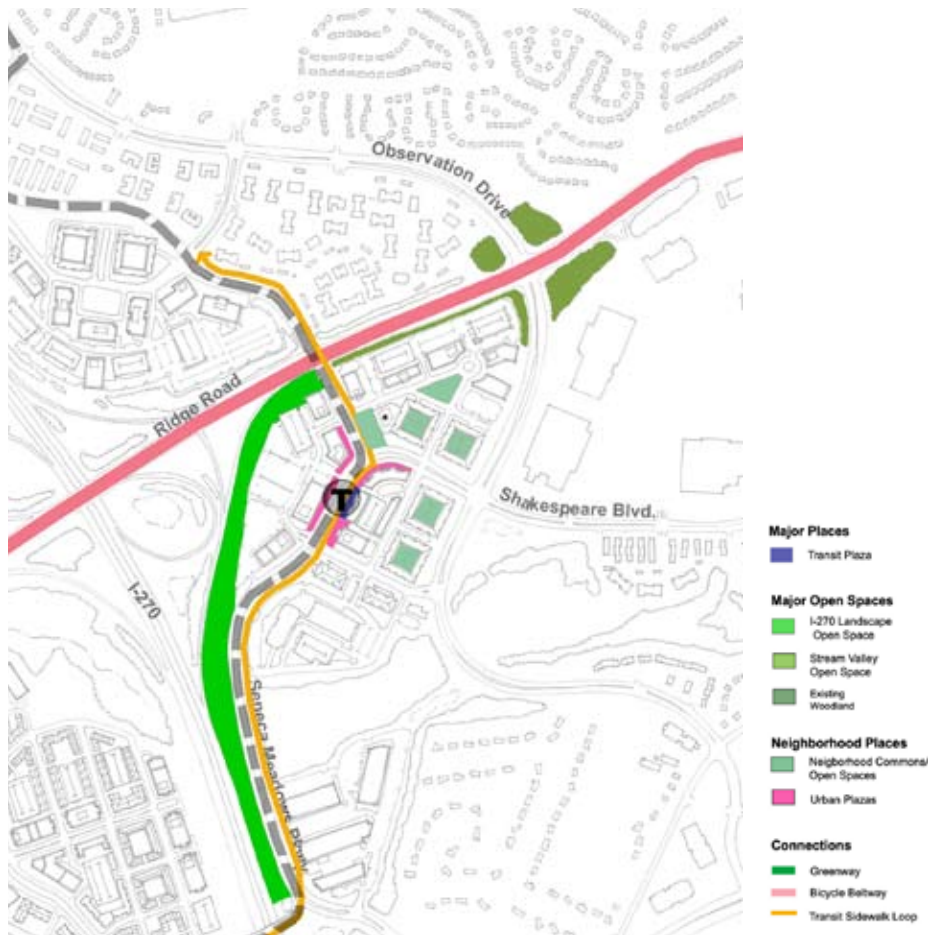 Observation Drive
Ridge Road
T
Shakespeare Blvd.
I-270
Seneca Meadows Pkwy.
Major Places
Transit Plaza
Major Open Spaces
I-270 Landscape
Open Space
Stream Valley
Open Space
Existing
Woodland
Neighborhood Places
Neigborhood Commons/
Open Spaces
Urban Plazas
Connections
Greenway
Bicycle Beltway
Transit Sidewalk Loop